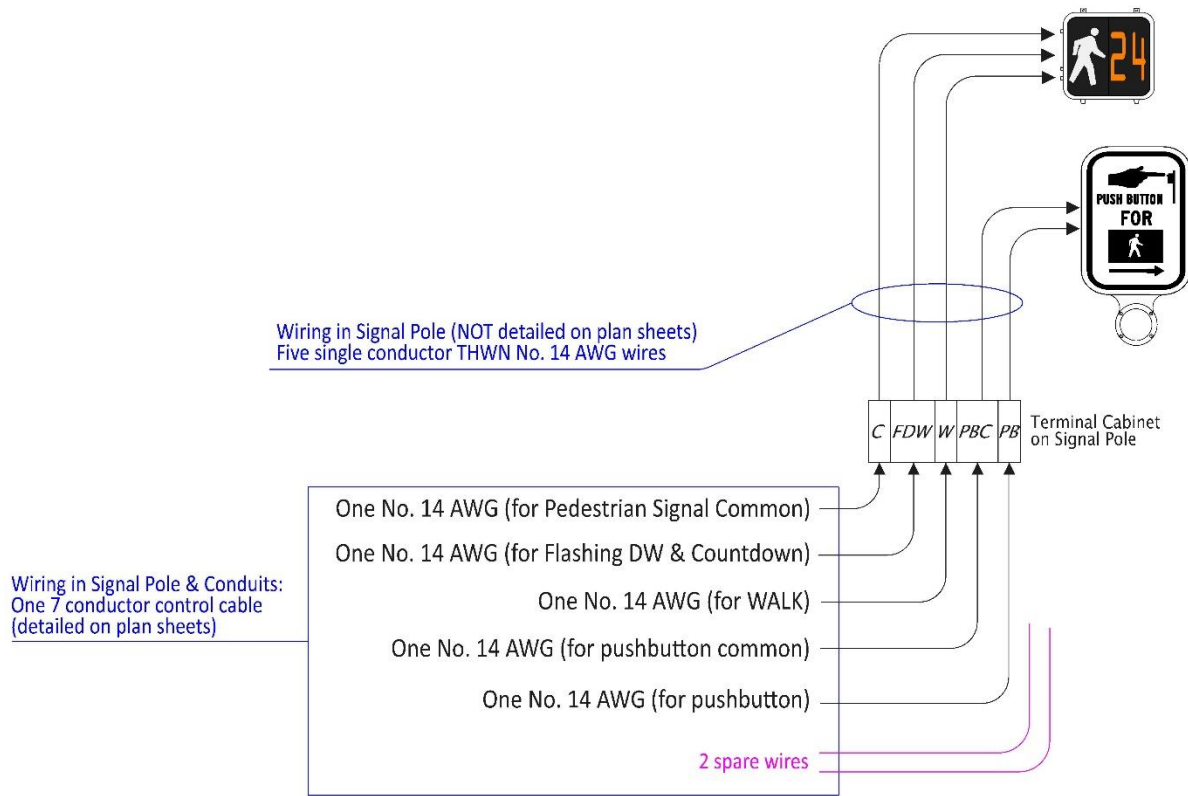 24
PUSH BUTTON
FOR
Wiring in Signal Pole (NOT detailed on plan sheets)
Five single conductor THWN No. 14 AWG wires
C FDW W PBC PB
Terminal Cabinet
on Signal Pole
One No. 14 AWG (for Pedestrian Signal Common)
One No. 14 AWG (for Flashing DW & Countdown)
Wiring in Signal Pole & Conduits:
One 7 conductor control cable
(detailed on plan sheets)
One No. 14 AWG (for WALK)
One No. 14 AWG (for pushbutton common)
One No. 14 AWG (for pushbutton)
2 spare wires